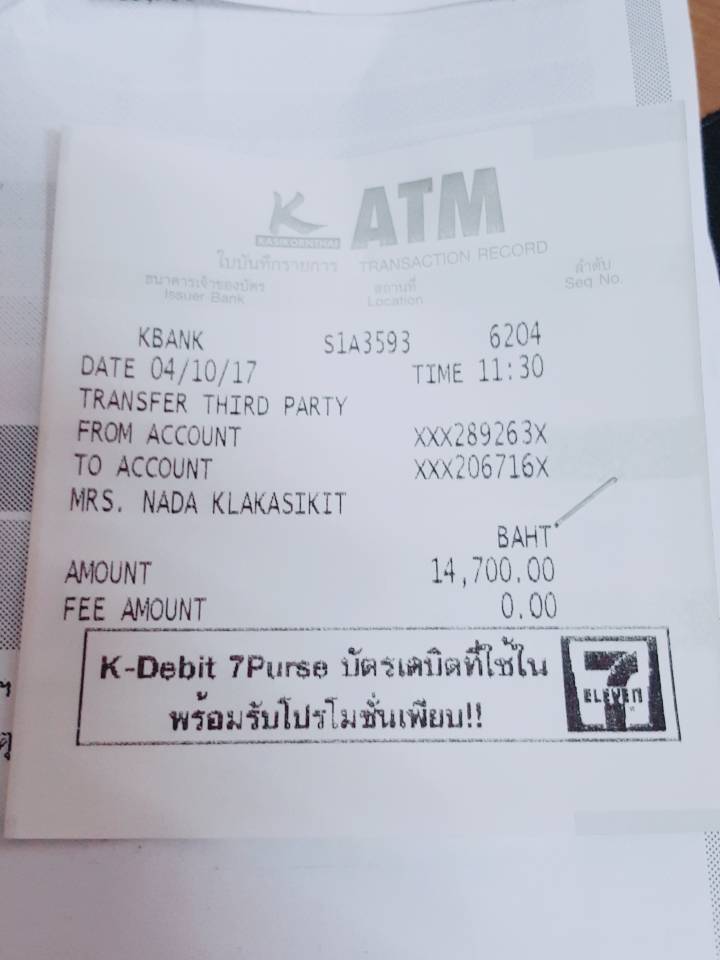 K ATM
KASIKORNTHAI
ใบบันทึกรายการ TRANSACTION RECORD
ธนาคารเจ้าของบัตร สถานที่ ลำดับ
Issuer Bank Location Seq No.
KBANK S1A3593 6204
DATE 04/10/17 TIME 11:30
TRANSFER THIRD PARTY
FROM ACCOUNT XXX289263X
TO ACCOUNT XXX206716X
MRS. NADA KLAKASIKIT
BAHT
AMOUNT 14,700.00
FEE AMOUNT 0.00
K-Debit 7Purse บัตรเดบิตที่ใช้ใน 7 ELEVEN
พร้อมรับโปรโมชั่นเพียบ!!